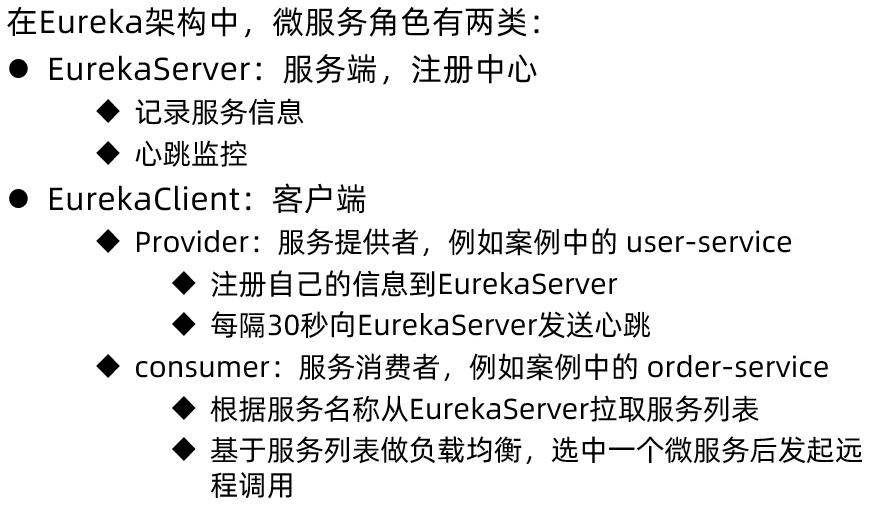 在Eureka架构中，微服务角色有两类：
● EurekaServer：服务端，注册中心
◆ 记录服务信息
◆ 心跳监控
● EurekaClient：客户端
◆ Provider：服务提供者，例如案例中的 user-service
◆ 注册自己的信息到EurekaServer
◆ 每隔30秒向EurekaServer发送心跳
◆ consumer：服务消费者，例如案例中的 order-service
◆ 根据服务名称从EurekaServer拉取服务列表
◆ 基于服务列表做负载均衡，选中一个微服务后发起远
程调用